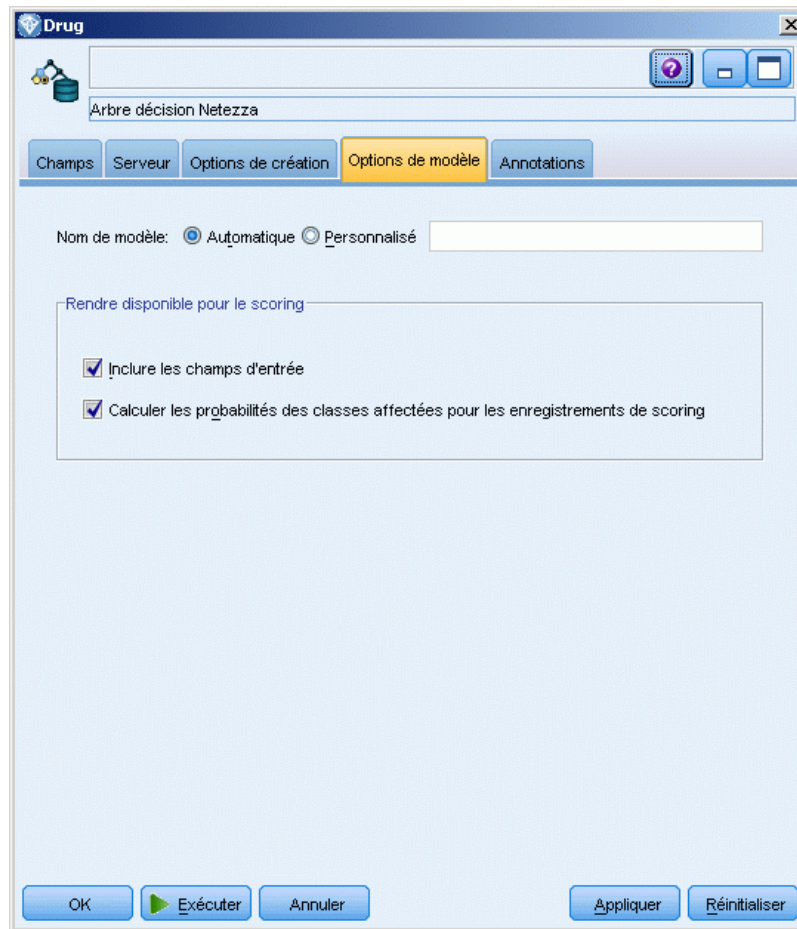 Drug
Arbre décision Netezza
Champs Serveur Options de création Options de modèle Annotations
Nom de modèle: Automatique Personnalisé
Rendre disponible pour le scoring
Inclure les champs d'entrée
Calculer les probabilités des classes affectées pour les enregistrements de scoring
OK Exécuter Annuler Appliquer Réinitialiser